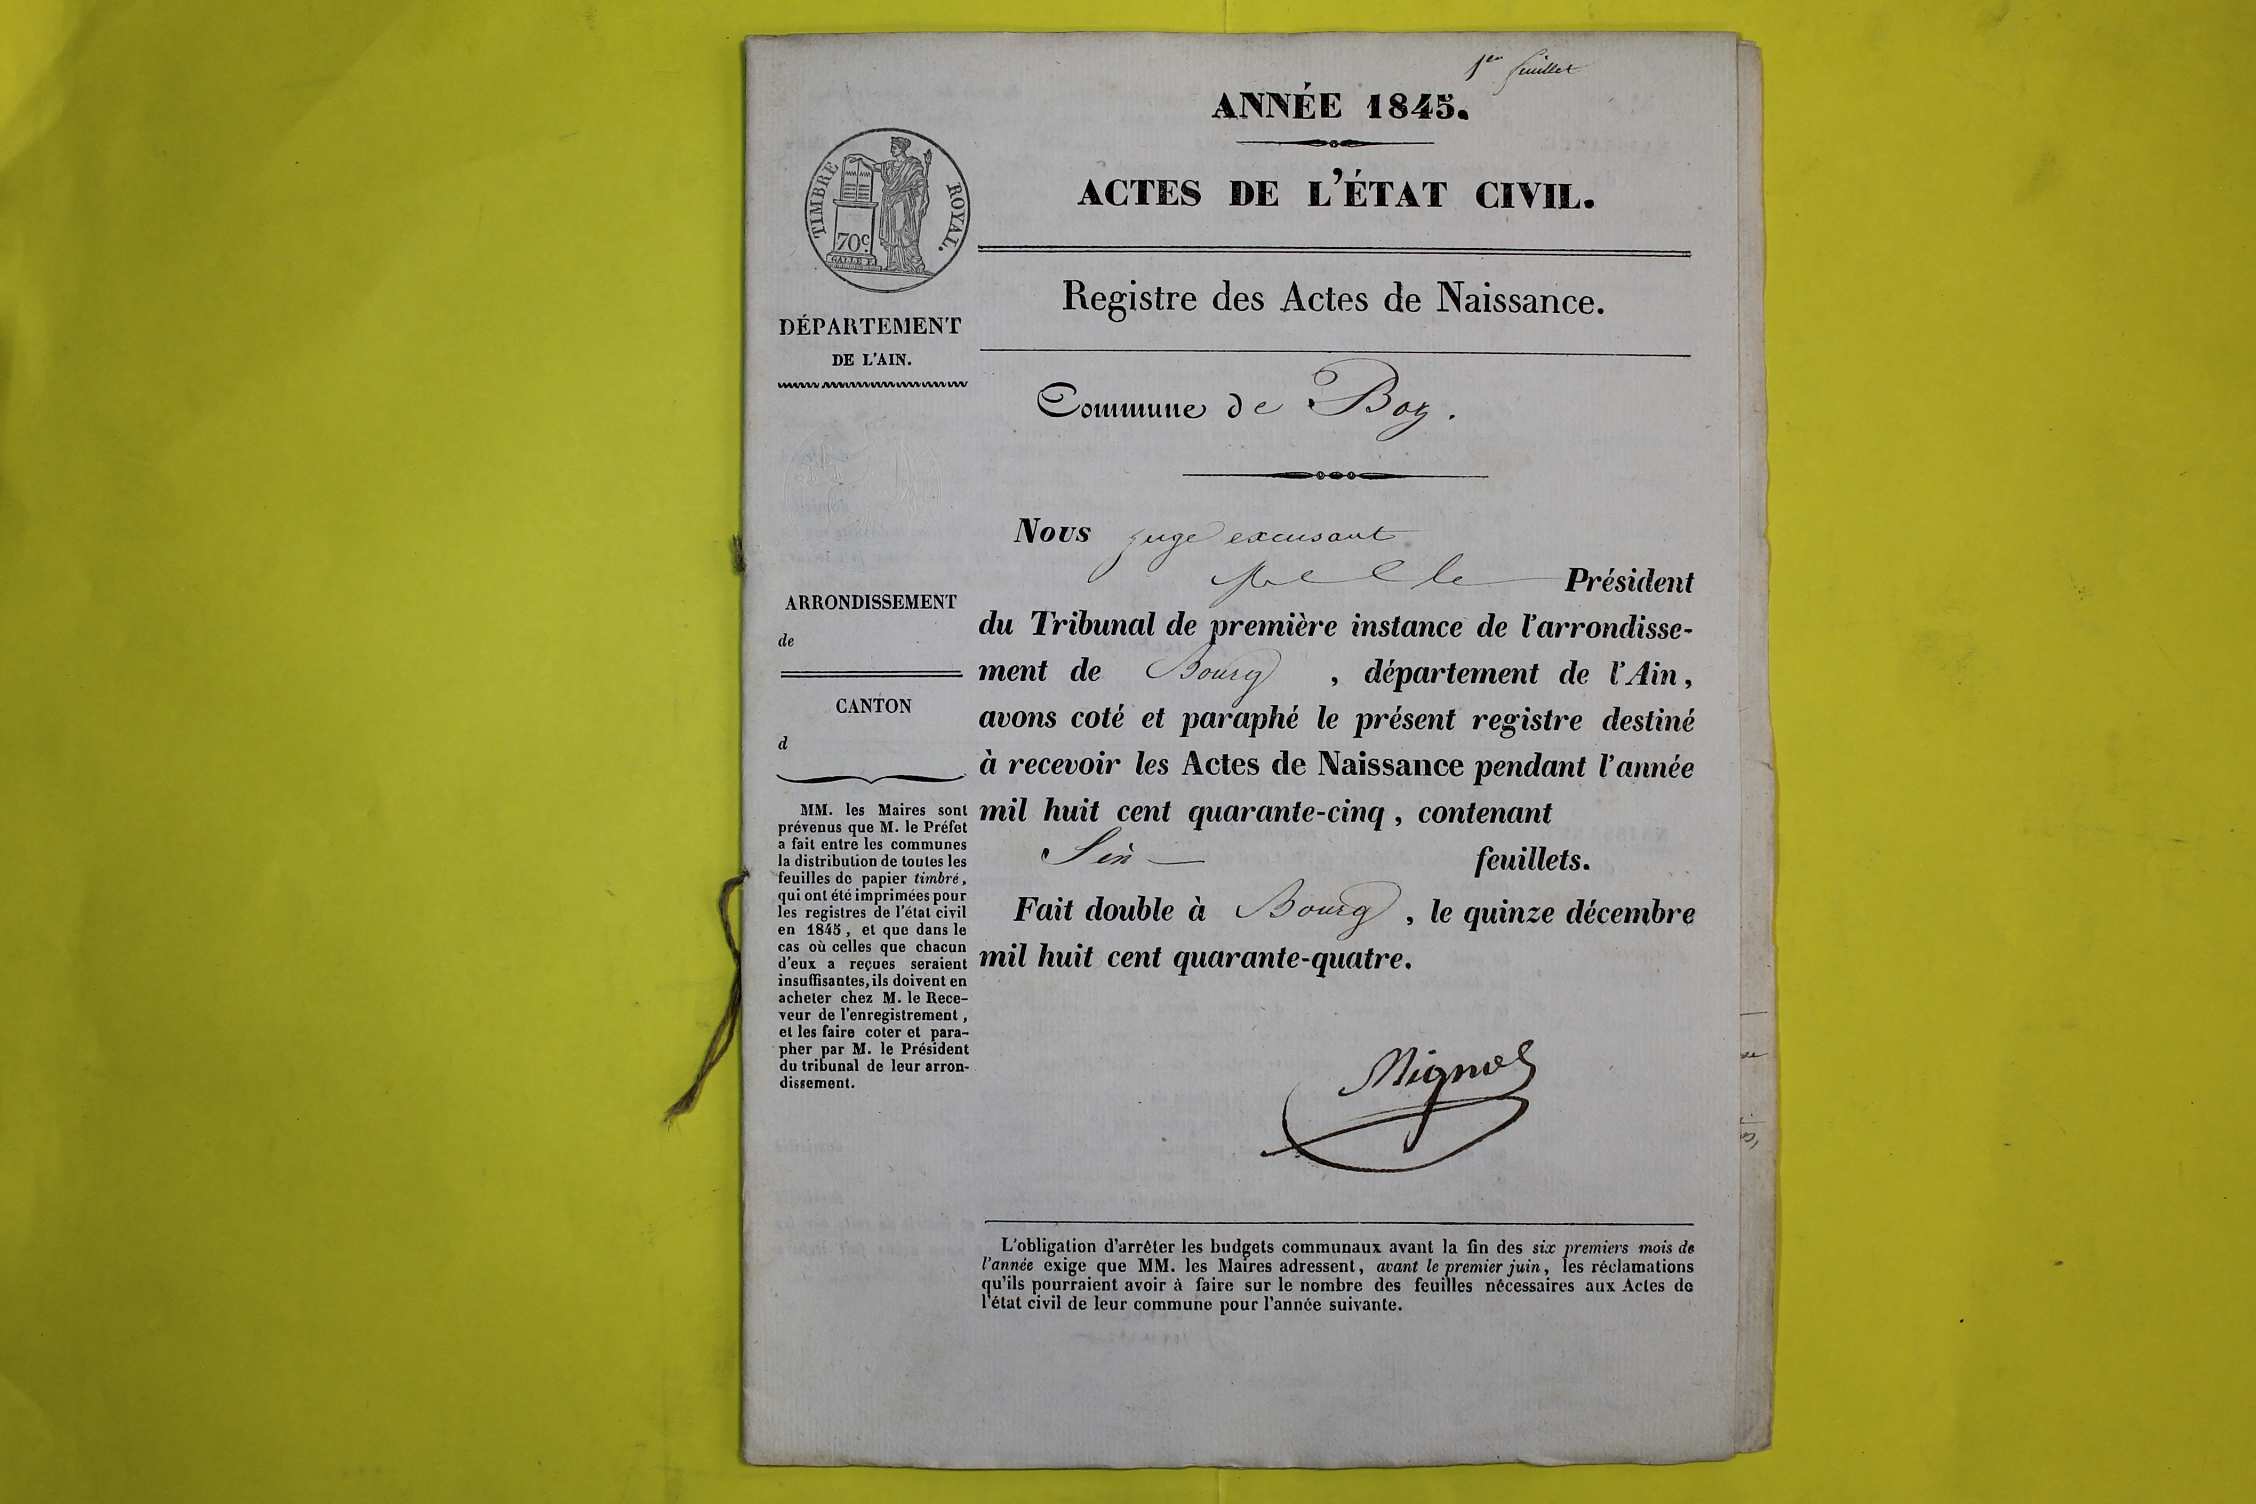 1er feuillet
ANNÉE 1845.
ACTES DE L'ÉTAT CIVIL.
TIMBRE ROYAL.
70c.
GALLE F.
Registre des Actes de Naissance.
DÉPARTEMENT
DE L'AIN.
Commune de Boz.
Nous juge excusant
Président
du Tribunal de première instance de l'arrondisse-
ment de Bourg, département de l'Ain,
avons coté et paraphé le présent registre destiné
à recevoir les Actes de Naissance pendant l'année
mil huit cent quarante-cinq, contenant
feuillets.
Fait double à Bourg, le quinze décembre
mil huit cent quarante-quatre.
ARRONDISSEMENT
de
CANTON
d
MM. les Maires sont
prévenus que M. le Préfet
a fait entre les communes
la distribution de toutes les
feuilles de papier timbré,
qui ont été imprimées pour
les registres de l'état civil
en 1845, et que dans le
cas où celles que chacun
d'eux a reçues seraient
insuffisantes, ils doivent en
acheter chez M. le Rece-
veur de l'enregistrement,
et les faire coter et para-
pher par M. le Président
du tribunal de leur arron-
dissement.
L'obligation d'arrêter les budgets communaux avant la fin des six premiers mois de
l'année exige que MM. les Maires adressent, avant le premier juin, les réclamations
qu'ils pourraient avoir à faire sur le nombre des feuilles nécessaires aux Actes de
l'état civil de leur commune pour l'année suivante.